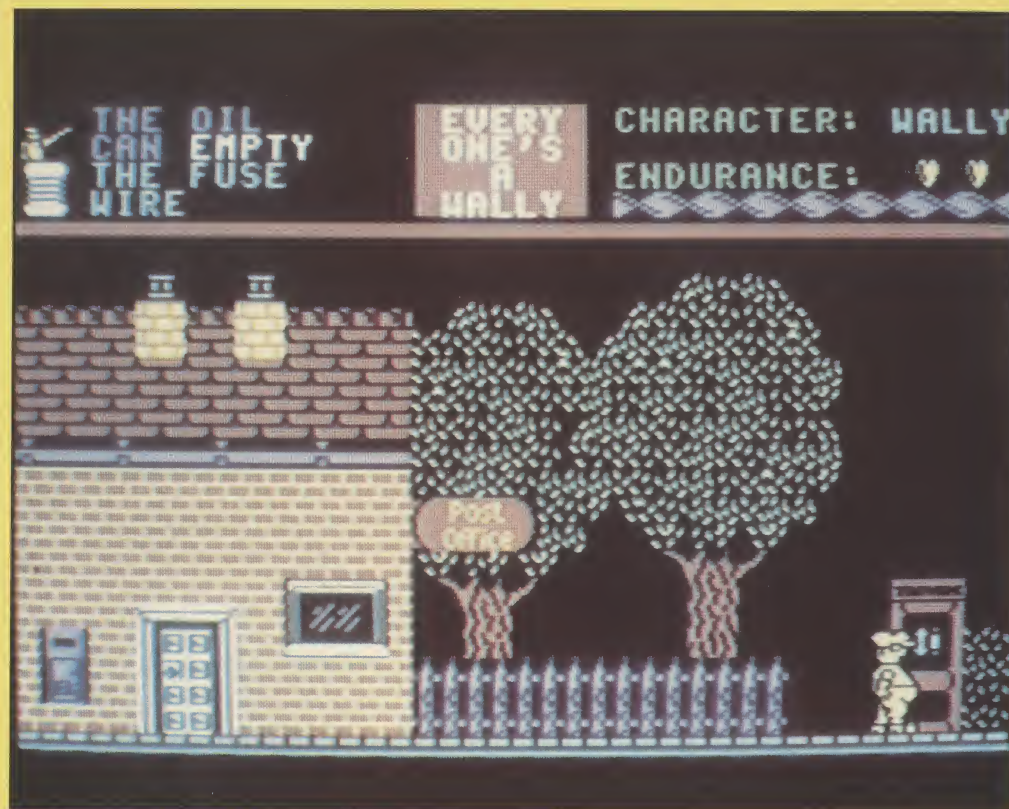 THE OIL
CAN EMPTY
THE FUSE
WIRE
EVERY
ONE'S
A
WALLY
CHARACTER: WALLY
ENDURANCE:
Post
Office